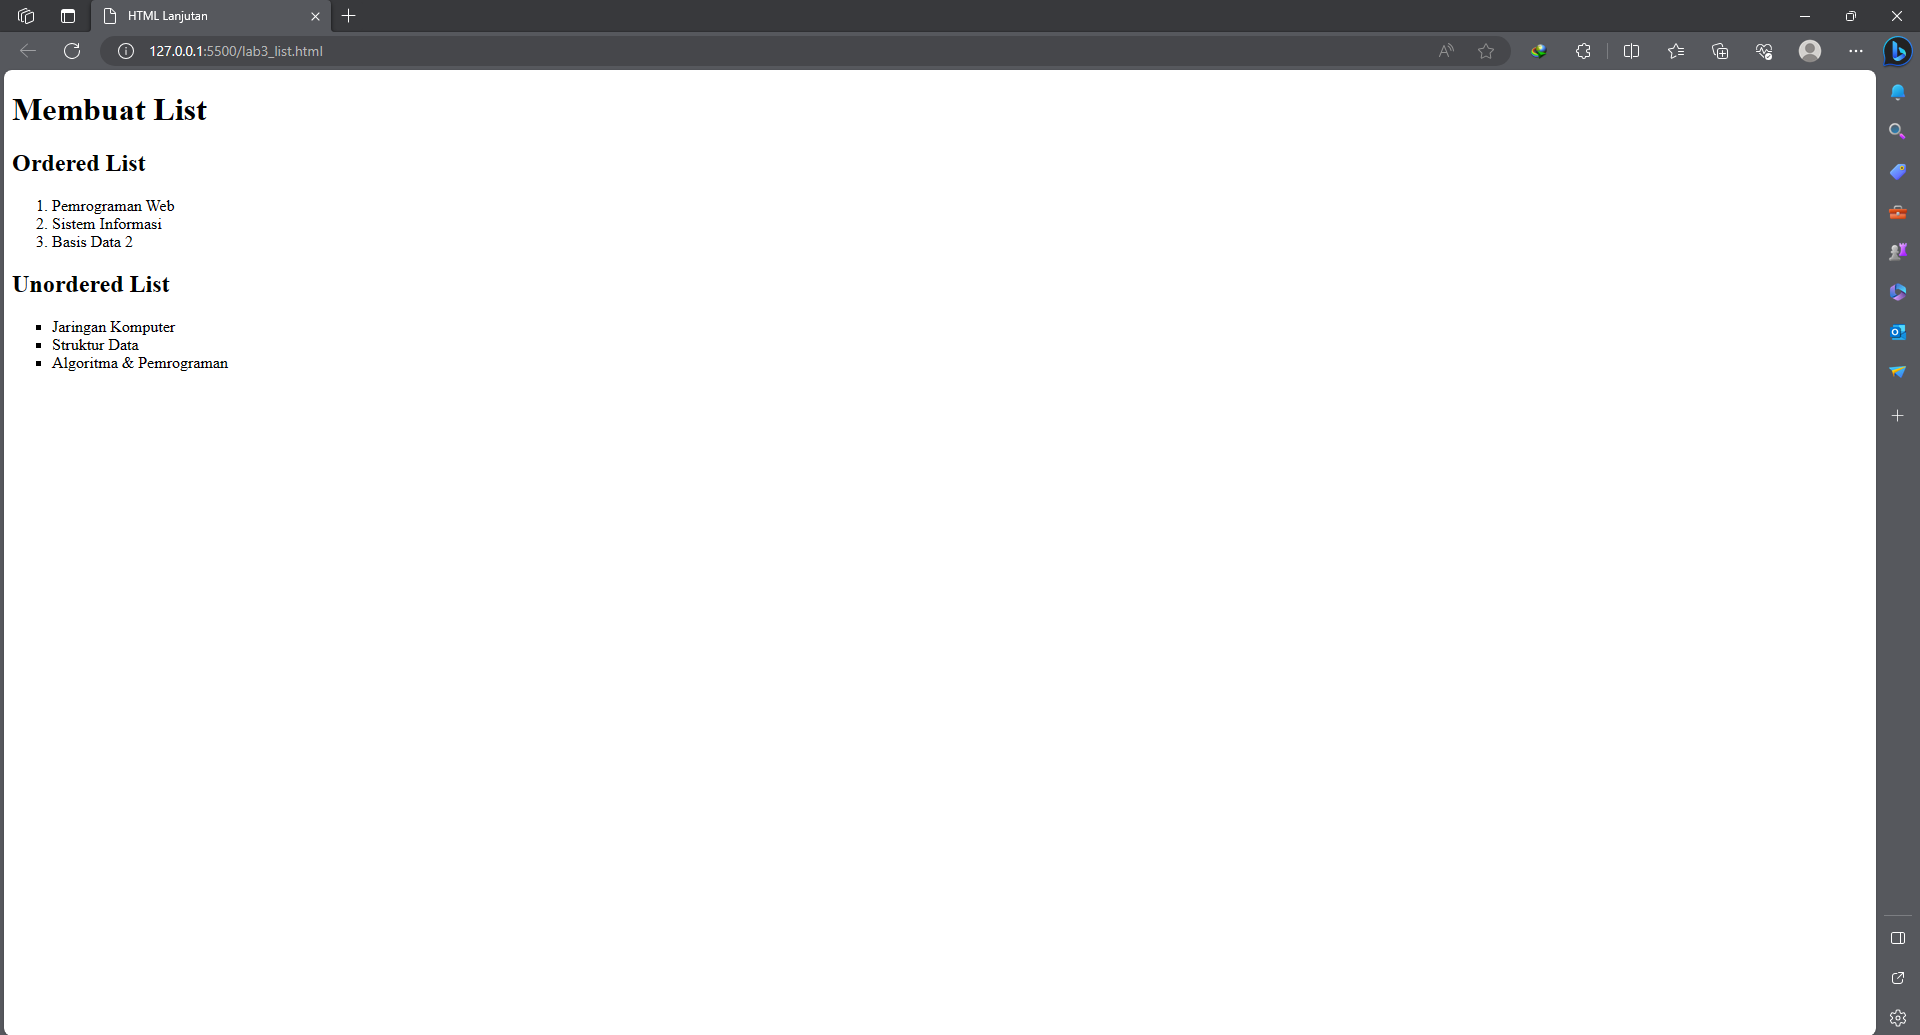 HTML Lanjutan
127.0.0.1:5500/lab3_list.html
Membuat List
Ordered List
1. Pemrograman Web
2. Sistem Informasi
3. Basis Data 2
Unordered List
▪ Jaringan Komputer
▪ Struktur Data
▪ Algoritma & Pemrograman